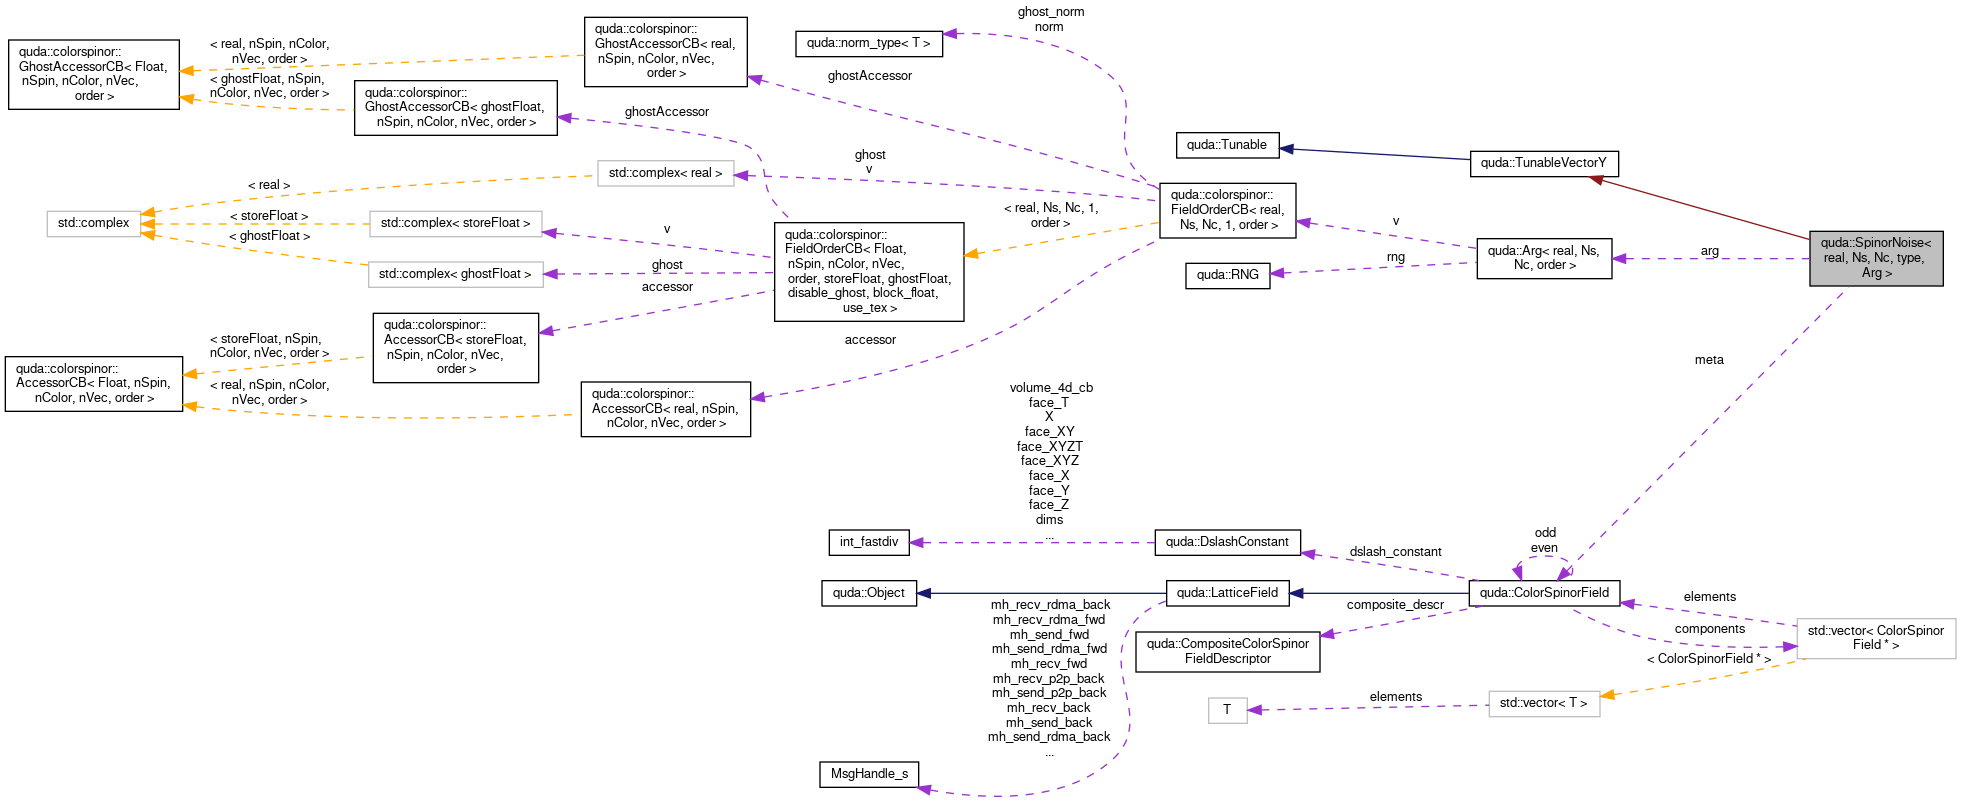 quda::colorspinor::
GhostAccessorCB< Float,
nSpin, nColor, nVec,
order >
< real, nSpin, nColor,
nVec, order >
< ghostFloat, nSpin,
nColor, nVec, order >
quda::colorspinor::
GhostAccessorCB< real,
nSpin, nColor, nVec,
order >
quda::colorspinor::
GhostAccessorCB< ghostFloat,
nSpin, nColor, nVec, order >
quda::norm_type< T >
ghost_norm
norm
ghostAccessor
ghostAccessor
ghost
v
std::complex< real >
< real >
std::complex
< storeFloat >
std::complex< storeFloat >
< ghostFloat >
std::complex< ghostFloat >
v
ghost
accessor
quda::colorspinor::
FieldOrderCB< Float,
nSpin, nColor, nVec,
order, storeFloat, ghostFloat,
disable_ghost, block_float,
use_tex >
< real, Ns, Nc, 1,
order >
quda::colorspinor::
FieldOrderCB< real,
Ns, Nc, 1, order >
quda::Tunable
quda::TunableVectorY
quda::RNG
v
rng
quda::Arg< real, Ns,
Nc, order >
arg
quda::SpinorNoise<
real, Ns, Nc, type,
Arg >
meta
quda::colorspinor::
AccessorCB< storeFloat,
nSpin, nColor, nVec,
order >
< storeFloat, nSpin,
nColor, nVec, order >
quda::colorspinor::
AccessorCB< Float, nSpin,
nColor, nVec, order >
< real, nSpin, nColor,
nVec, order >
quda::colorspinor::
AccessorCB< real, nSpin,
nColor, nVec, order >
accessor
volume_4d_cb
face_T
X
face_XY
face_XYZT
face_XYZ
face_X
face_Y
face_Z
dims
...
int_fastdiv
quda::DslashConstant
dslash_constant
odd
even
quda::Object
quda::LatticeField
quda::ColorSpinorField
composite_descr
quda::CompositeColorSpinor
FieldDescriptor
elements
components
std::vector< ColorSpinor
Field * >
< ColorSpinorField * >
std::vector< T >
elements
T
mh_recv_rdma_back
mh_recv_rdma_fwd
mh_send_fwd
mh_send_rdma_fwd
mh_recv_fwd
mh_recv_p2p_back
mh_send_p2p_back
mh_recv_back
mh_send_back
mh_send_rdma_back
...
MsgHandle_s